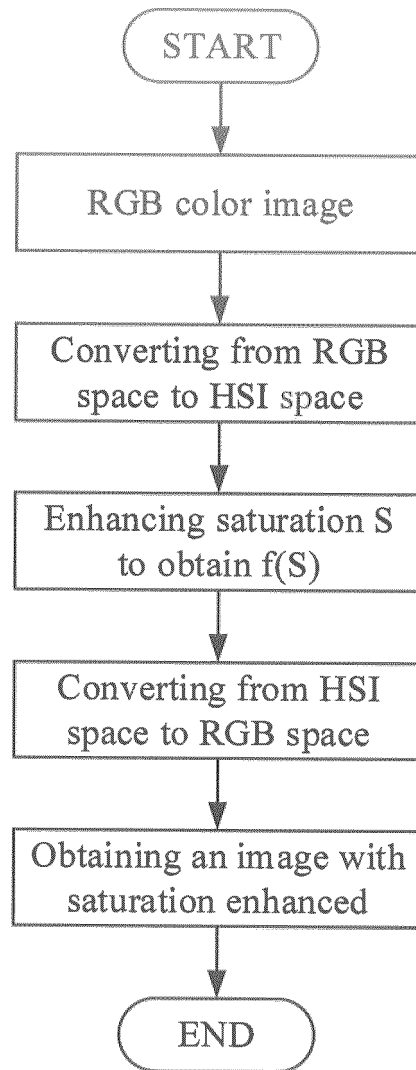 START
RGB color image
Converting from RGB
space to HSI space
Enhancing saturation S
to obtain f(S)
Converting from HSI
space to RGB space
Obtaining an image with
saturation enhanced
END